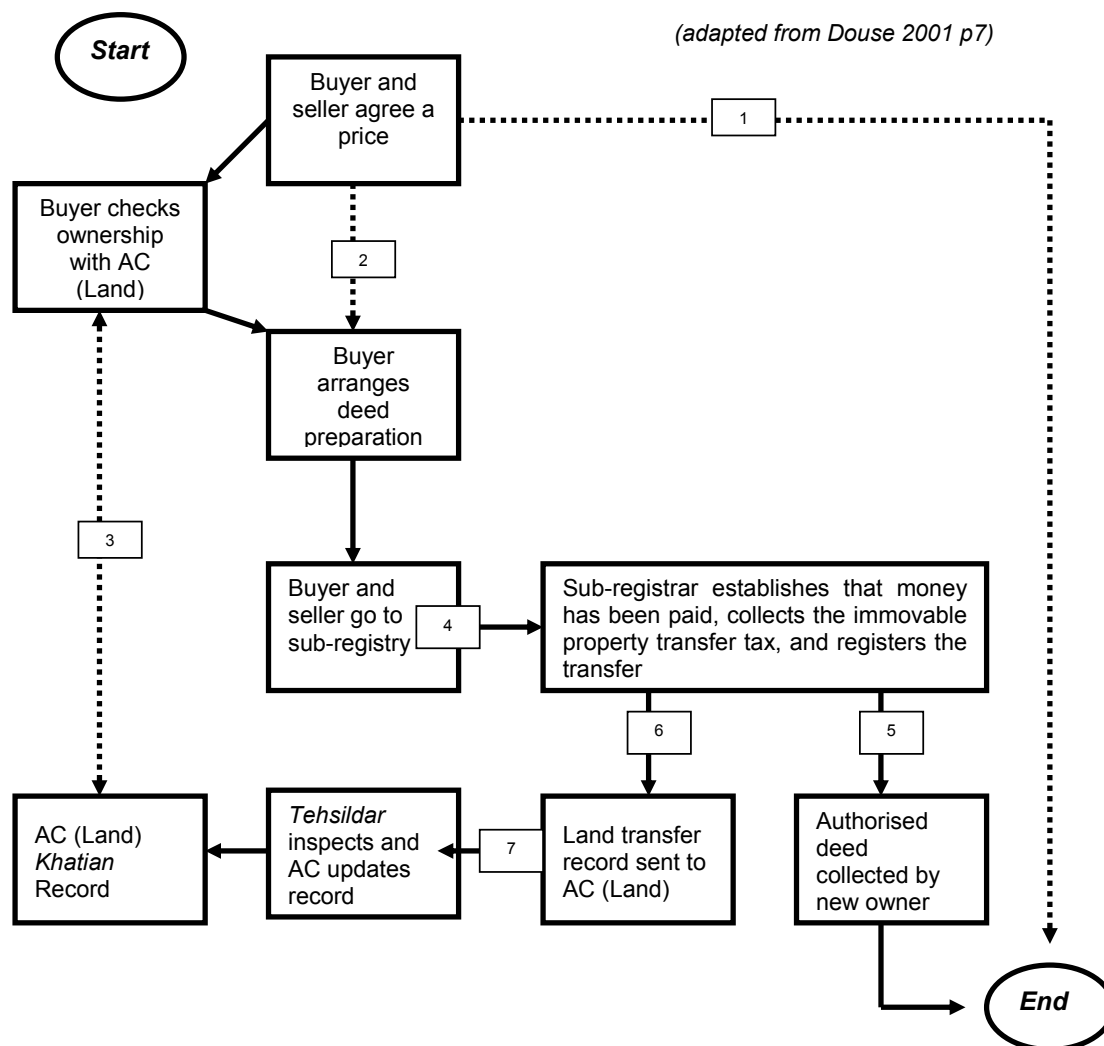 Start
(adapted from Douse 2001 p7)
Buyer and
seller agree a
price
1
Buyer checks
ownership
with AC
(Land)
2
Buyer
arranges
deed
preparation
3
Buyer and
seller go to
sub-registry
4
Sub-registrar establishes that money
has been paid, collects the immovable
property transfer tax, and registers the
transfer
6
5
AC (Land)
Khatian
Record
Tehsildar
inspects and
AC updates
record
7
Land transfer
record sent to
AC (Land)
Authorised
deed
collected by
new owner
End